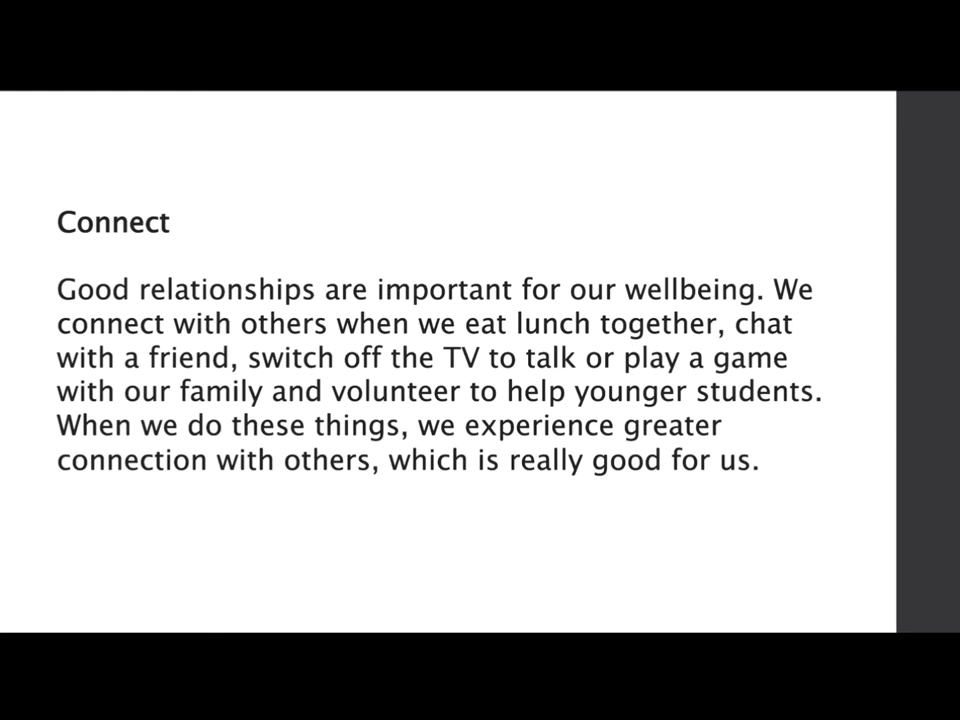 Connect
Good relationships are important for our wellbeing. We
connect with others when we eat lunch together, chat
with a friend, switch off the TV to talk or play a game
with our family and volunteer to help younger students.
When we do these things, we experience greater
connection with others, which is really good for us.